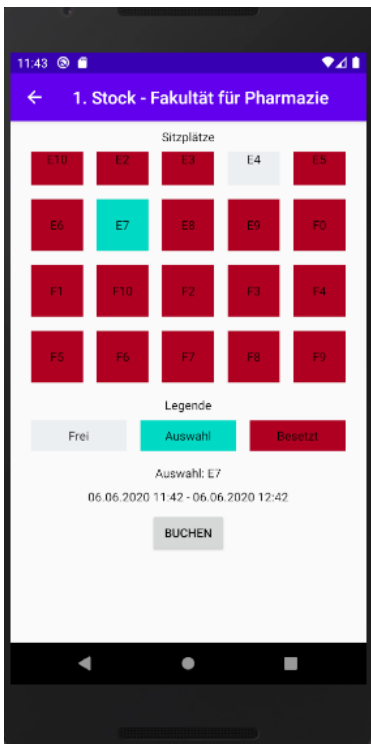 11:43
1. Stock - Fakultät für Pharmazie
Sitzplätze
E10 E2 E3 E4 E5
E6 E7 E8 E9 F0
F1 F10 F2 F3 F4
F5 F6 F7 F8 F9
Legende
Frei Auswahl Besetzt
Auswahl: E7
06.06.2020 11:42 - 06.06.2020 12:42
BUCHEN